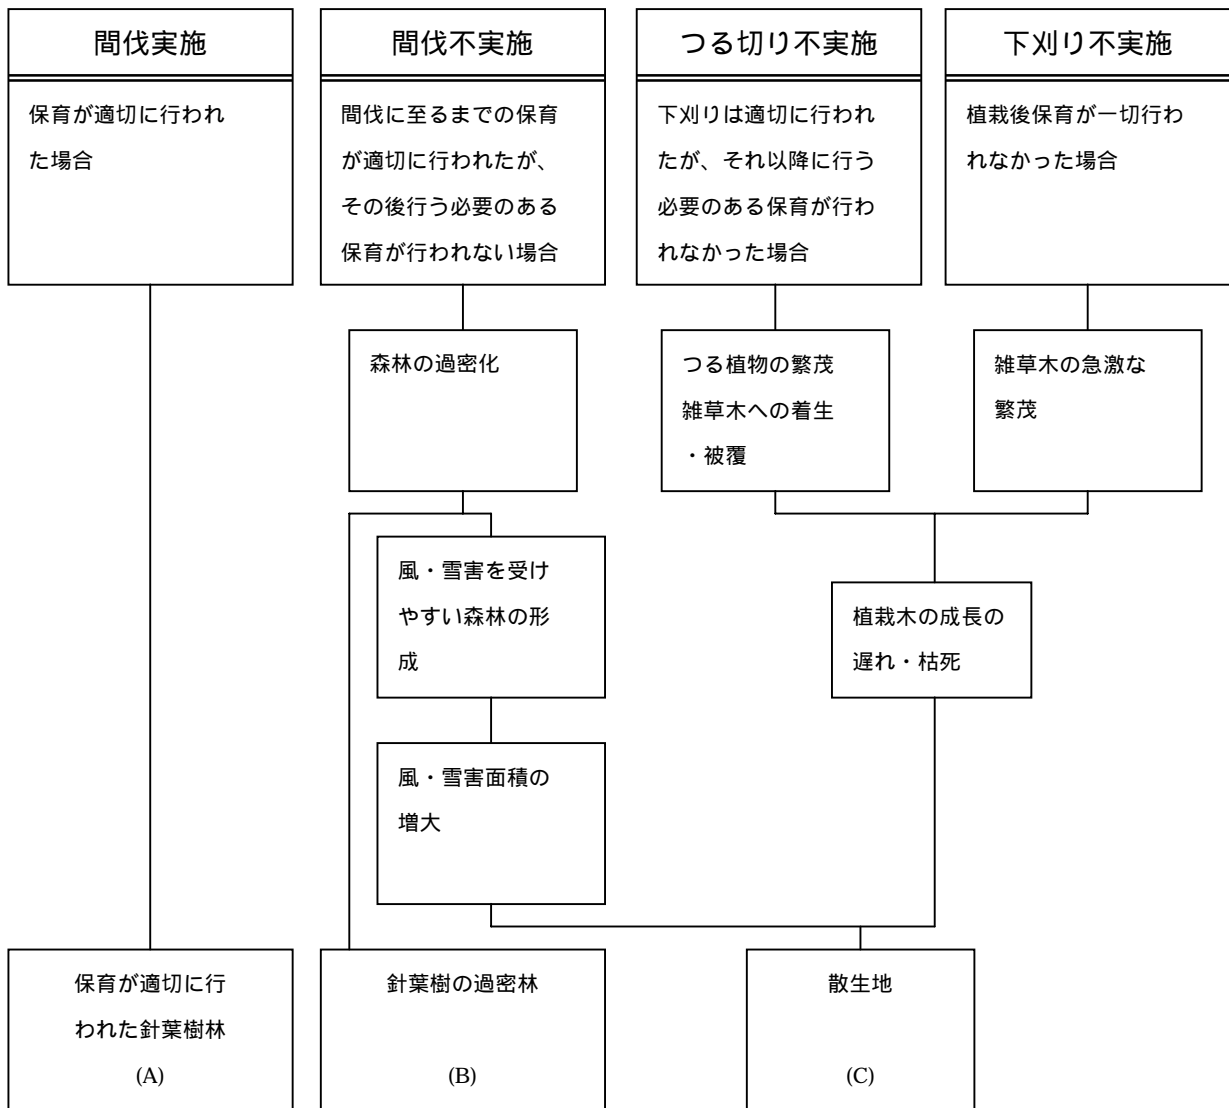 間伐実施
保育が適切に行われ
た場合
間伐不実施
間伐に至るまでの保育
が適切に行われたが、
その後行う必要のある
保育が行われない場合
つる切り不実施
下刈りは適切に行われ
たが、それ以降に行う
必要のある保育が行わ
れなかった場合
下刈り不実施
植栽後保育が一切行わ
れなかった場合
森林の過密化
つる植物の繁茂
雑草木への着生
・被覆
雑草木の急激な
繁茂
風・雪害を受け
やすい森林の形
成
植栽木の成長の
遅れ・枯死
風・雪害面積の
増大
保育が適切に行
われた針葉樹林
(A)
針葉樹の過密林
(B)
散生地
(C)